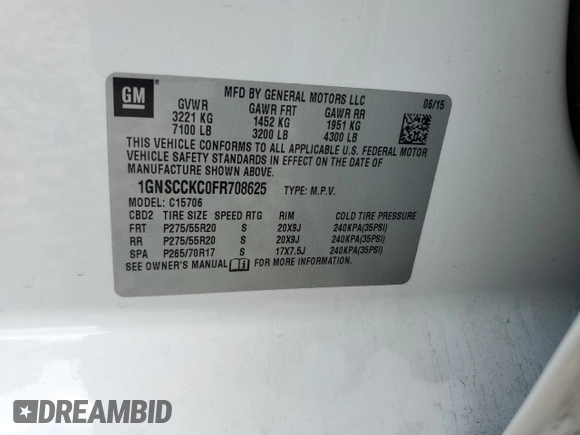 GM
MFD BY GENERAL MOTORS LLC 06/15
GVWR GAWR FRT GAWR RR
3221 KG 1452 KG 1951 KG
7100 LB 3200 LB 4300 LB
THIS VEHICLE CONFORMS TO ALL APPLICABLE U.S. FEDERAL MOTOR
VEHICLE SAFETY STANDARDS IN EFFECT ON THE DATE OF
MANUFACTURE SHOWN ABOVE.
1GNSCCKC0FR708625 TYPE: M.P.V.
MODEL: C15706
CBD2 TIRE SIZE SPEED RTG RIM COLD TIRE PRESSURE
FRT P275/55R20 S 20X9J 240KPA(35PSI)
RR P275/55R20 S 20X9J 240KPA(35PSI)
SPA P265/70R17 S 17X7.5J 240KPA(35PSI)
SEE OWNER'S MANUAL FOR MORE INFORMATION.
DREAMBID